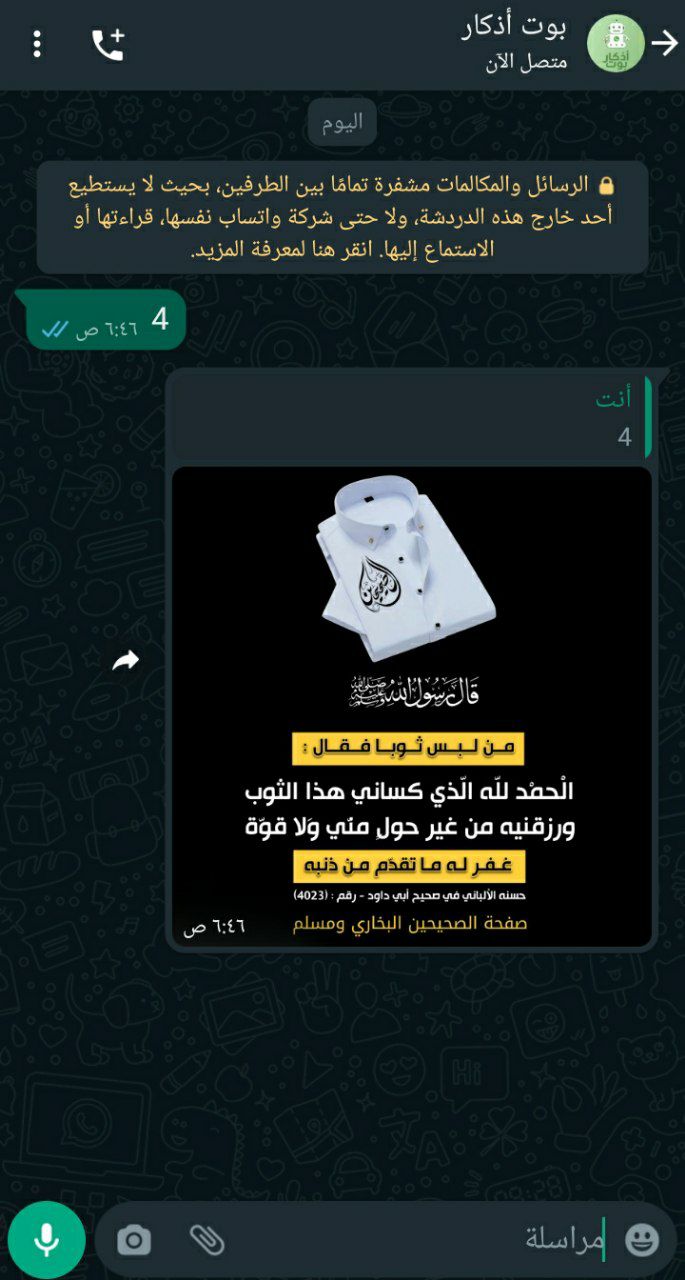 بوت أذكار
متصل الآن
أذكار
بوت
اليوم
الرسائل والمكالمات مشفرة تمامًا بين الطرفين، بحيث لا يستطيع
أحد خارج هذه الدردشة، ولا حتى شركة واتساب نفسها، قراءتها أو
الاستماع إليها. انقر هنا لمعرفة المزيد.
4
٦:٤٦ ص
أنت
4
الصحيحين
قال رسول الله صلى الله عليه وسلم
من لبس ثوبا فقال :
الْحمْد للّه الّذي كساني هذا الثوب
ورزقنيه من غير حولٍ منّي وَلا قوّة
غفر له ما تقدّم من ذنبه
حسنه الألباني في صحيح أبي داود - رقم : (4023)
صفحة الصحيحين البخاري ومسلم
٦:٤٦ ص
مراسلة